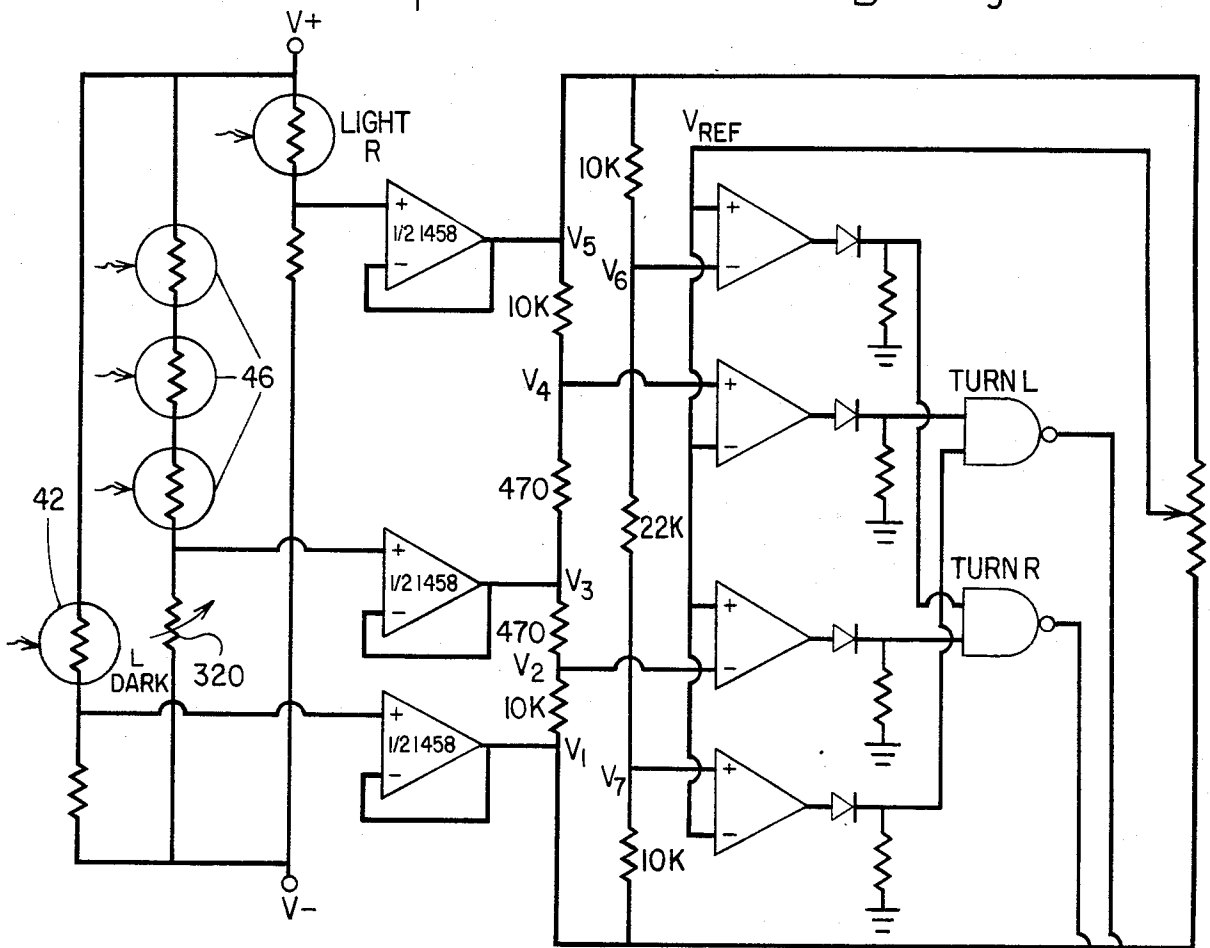 V+
LIGHT
R
VREF
10K
+
1/2 1458
-
V5
+
-
V6
10K
46
V4
+
-
TURN L
42
470
22K
+
1/2 1458
-
V3
TURN R
470
+
-
L
DARK
320
V2
10K
+
1/2 1458
-
V1
V7
+
-
10K
V-